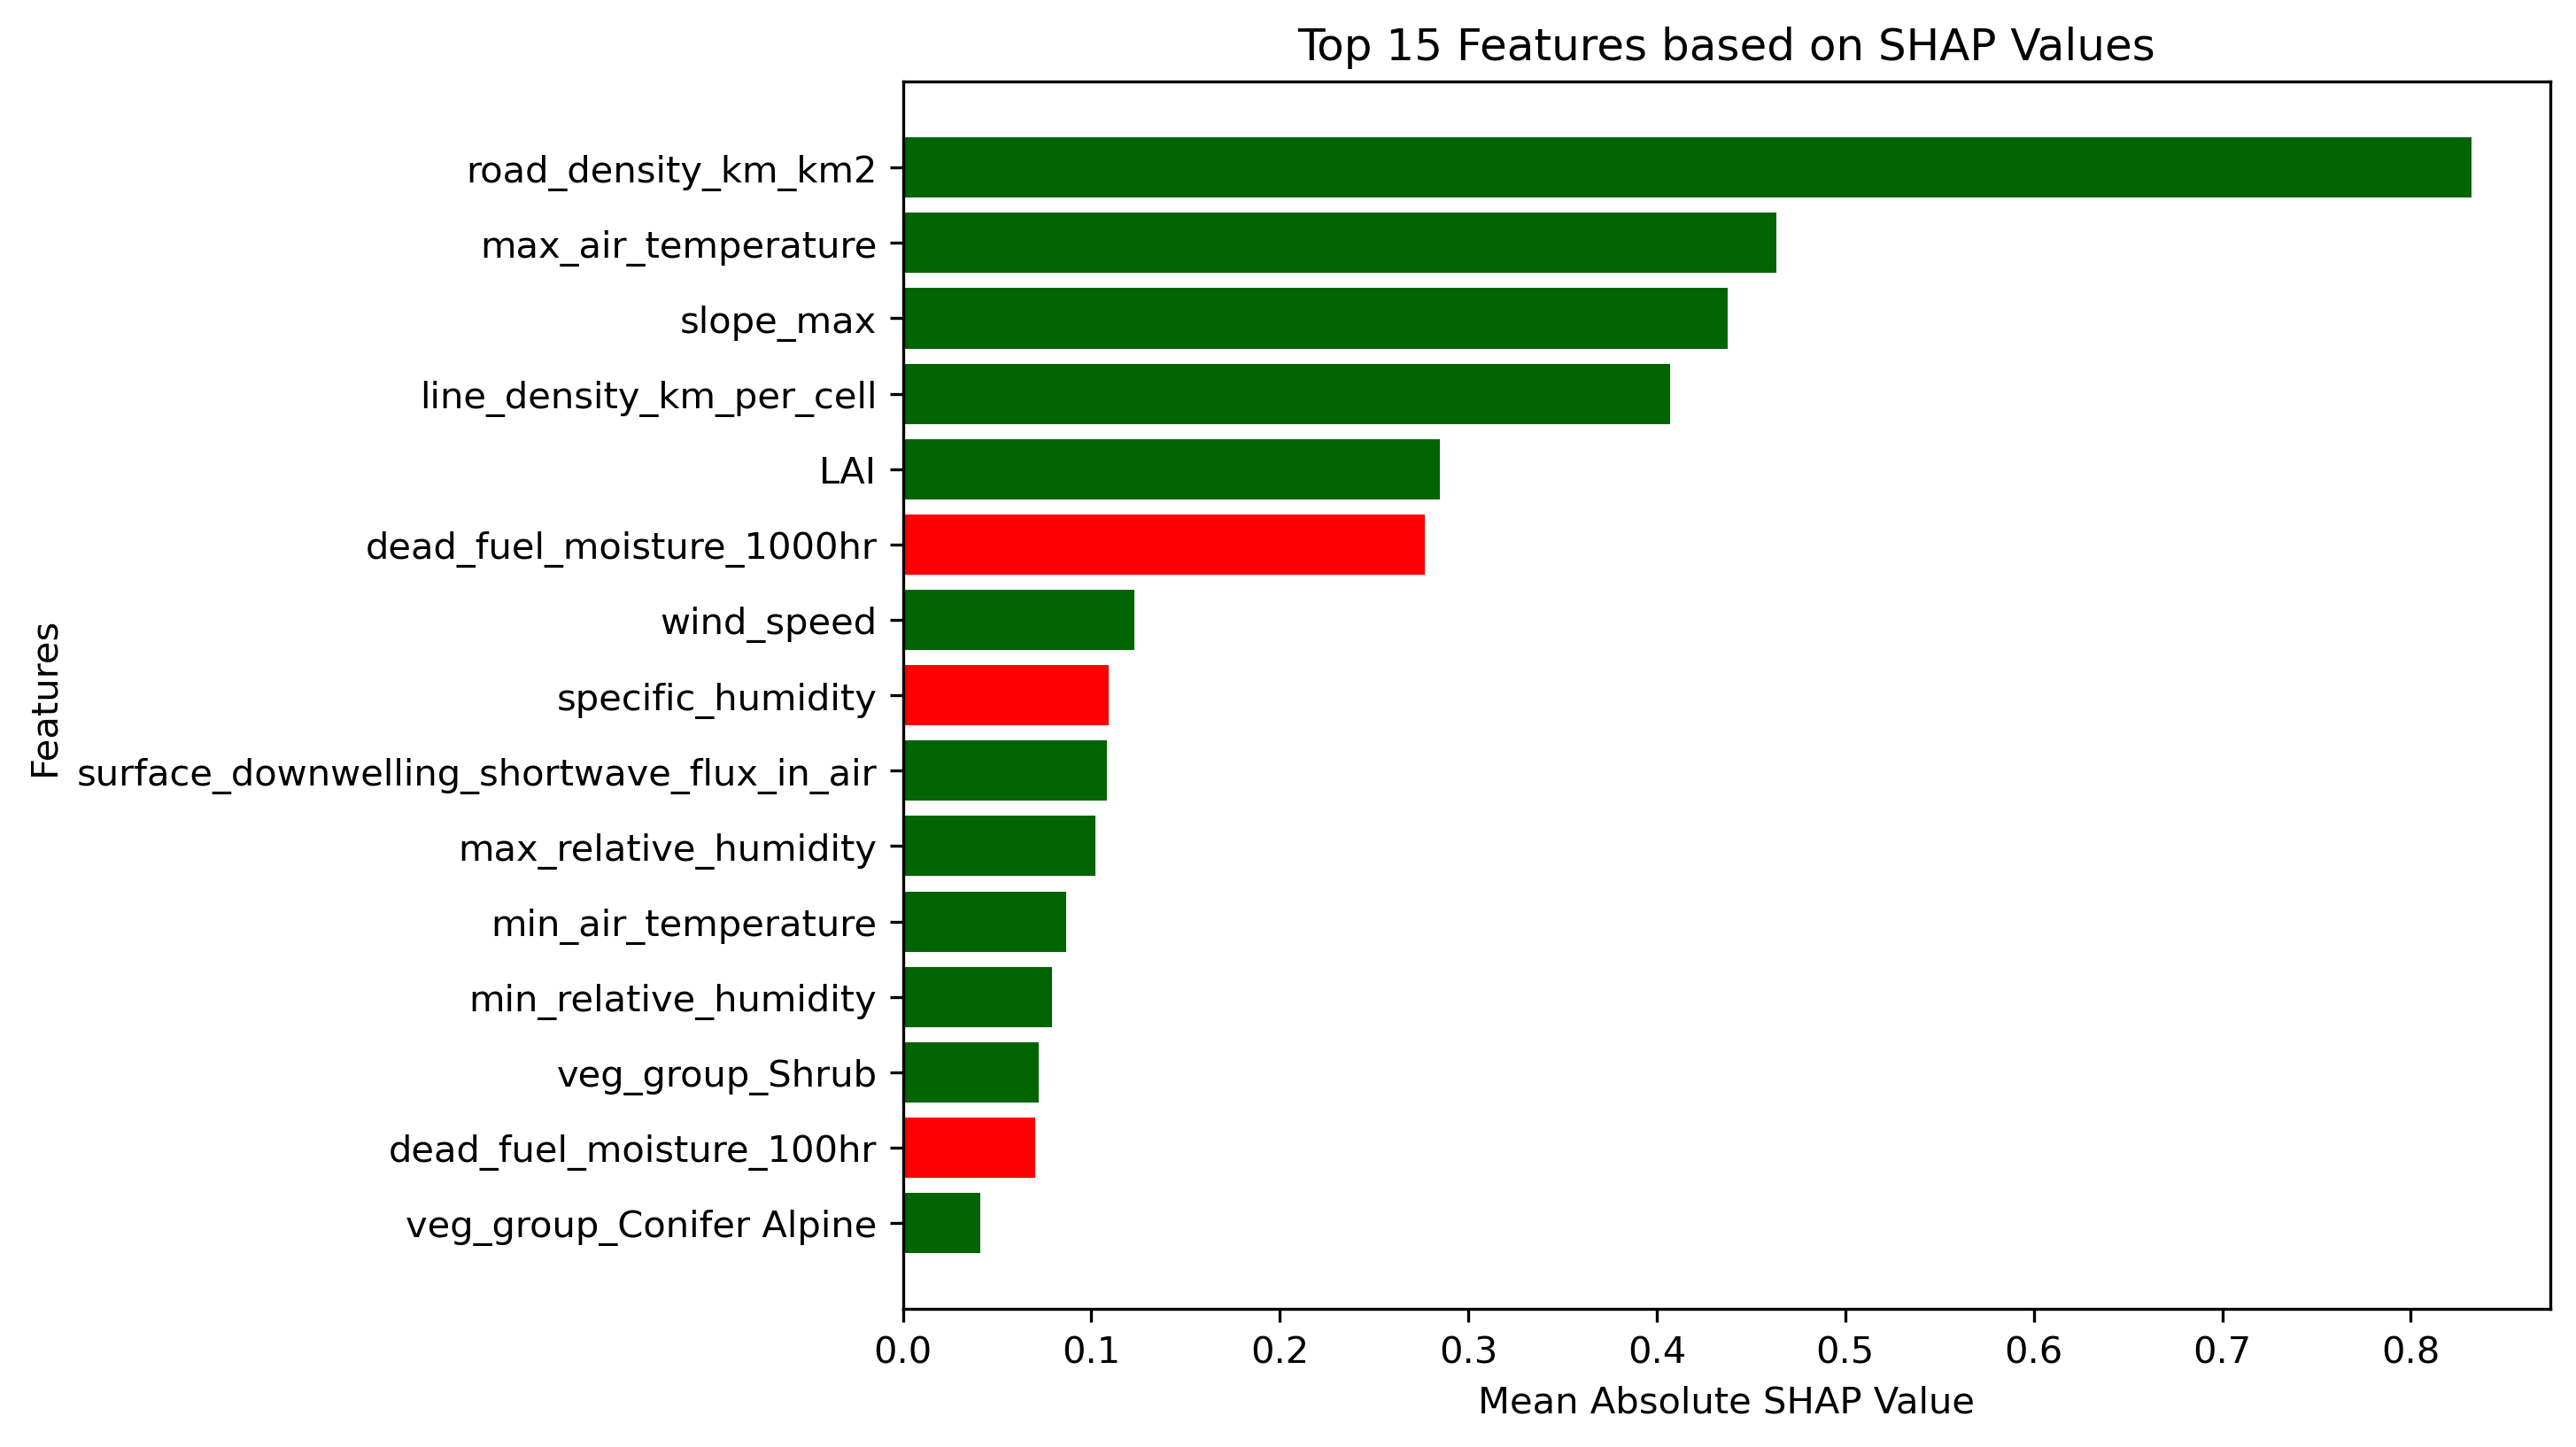 Top 15 Features based on SHAP Values
Features
road_density_km_km2
max_air_temperature
slope_max
line_density_km_per_cell
LAI
dead_fuel_moisture_1000hr
wind_speed
specific_humidity
surface_downwelling_shortwave_flux_in_air
max_relative_humidity
min_air_temperature
min_relative_humidity
veg_group_Shrub
dead_fuel_moisture_100hr
veg_group_Conifer Alpine
0.0 0.1 0.2 0.3 0.4 0.5 0.6 0.7 0.8
Mean Absolute SHAP Value